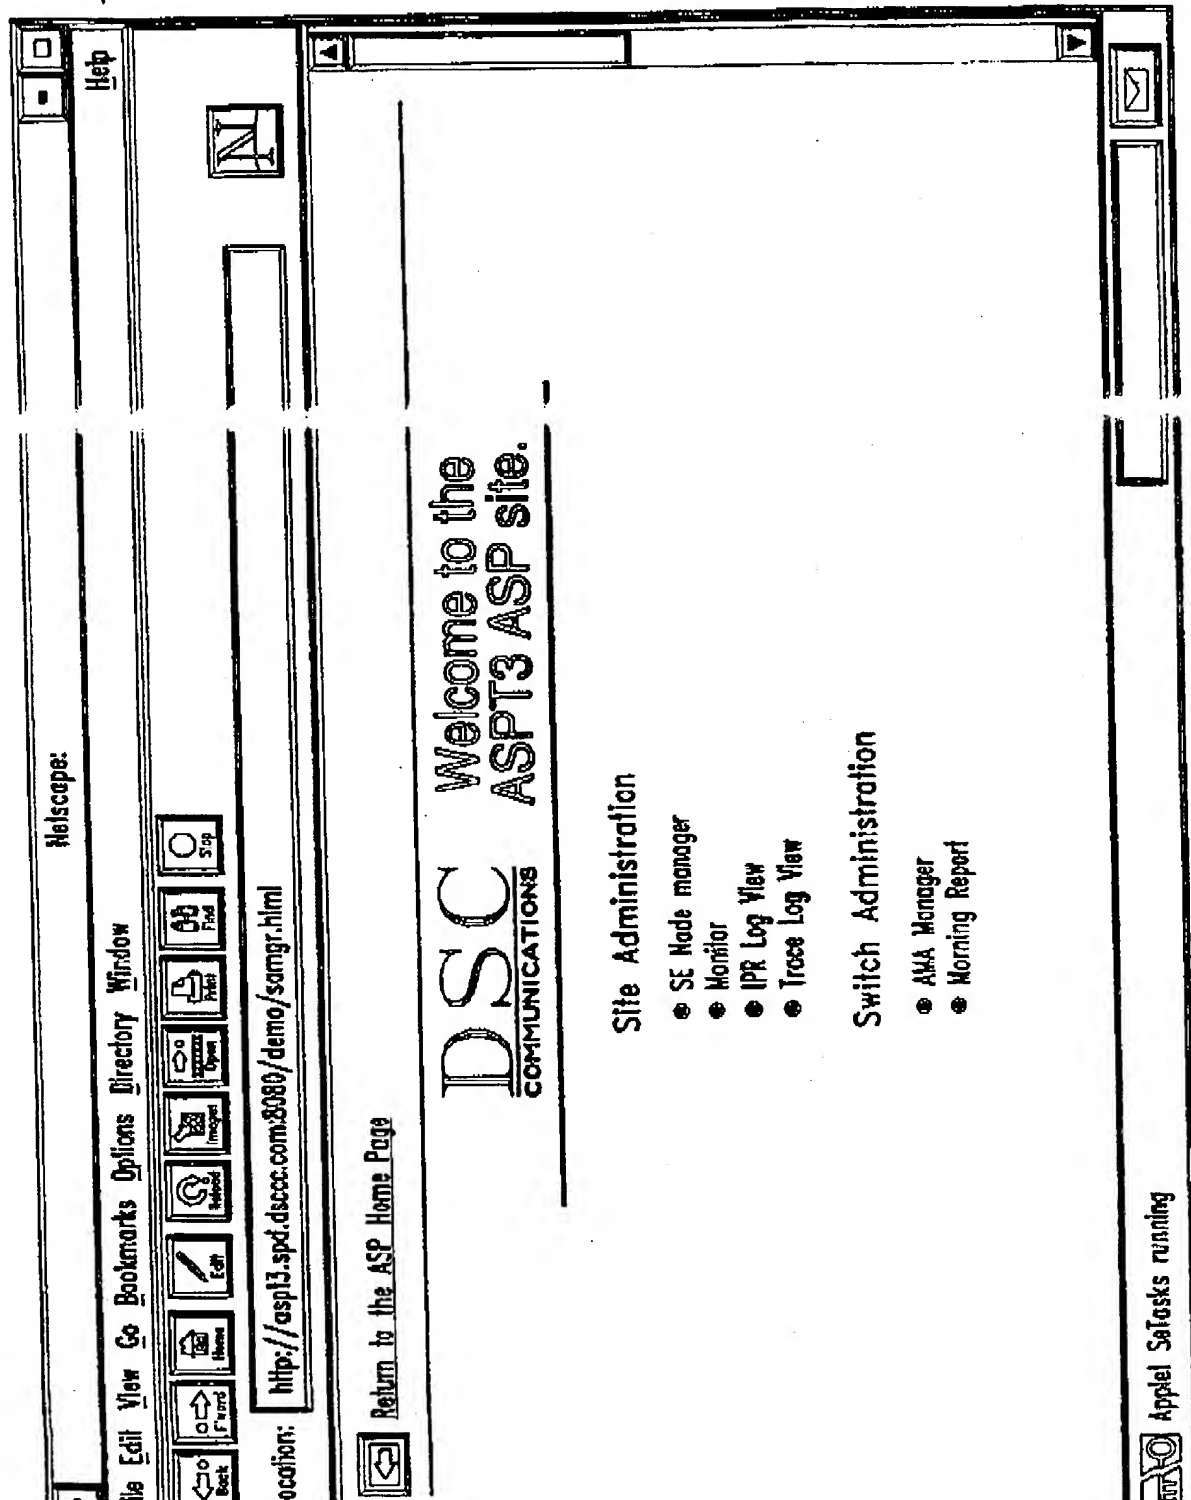 Netscape:
File Edit View Go Bookmarks Options Directory Window Help
Back F'word Home Edit Reload Images Open Print Find Stop
Location: http://aspt3.spd.dsccc.com:8080/demo/samgr.html
N
Return to the ASP Home Page
DSC
COMMUNICATIONS
Welcome to the
ASPT3 ASP site.
Site Administration
SE Node manager
Monitor
IPR Log View
Trace Log View
Switch Administration
AMA Manager
Morning Report
Applet SeTasks running